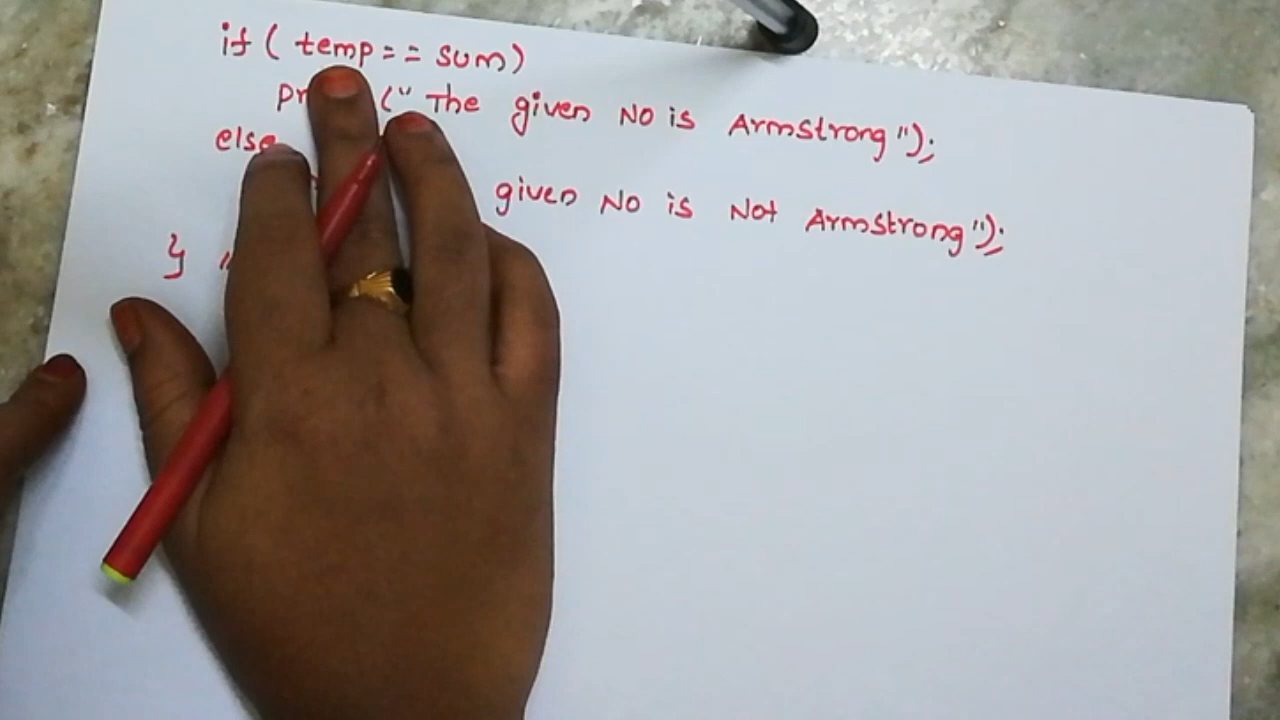 if ( temp == sum)
(" The given No is Armstrong");
else
given No is Not Armstrong");
}